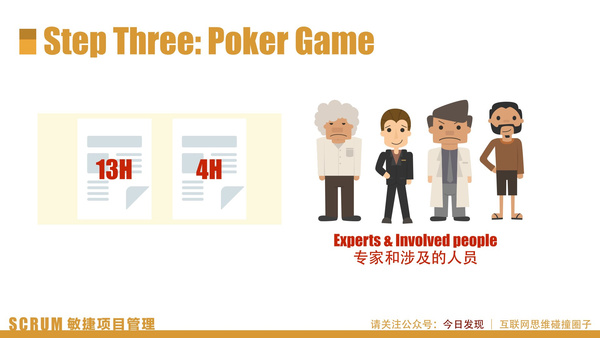 Step Three: Poker Game
13H
4H
Experts & Involved people
专家和涉及的人员
SCRUM 敏捷项目管理
请关注公众号：今日发现 | 互联网思维碰撞圈子